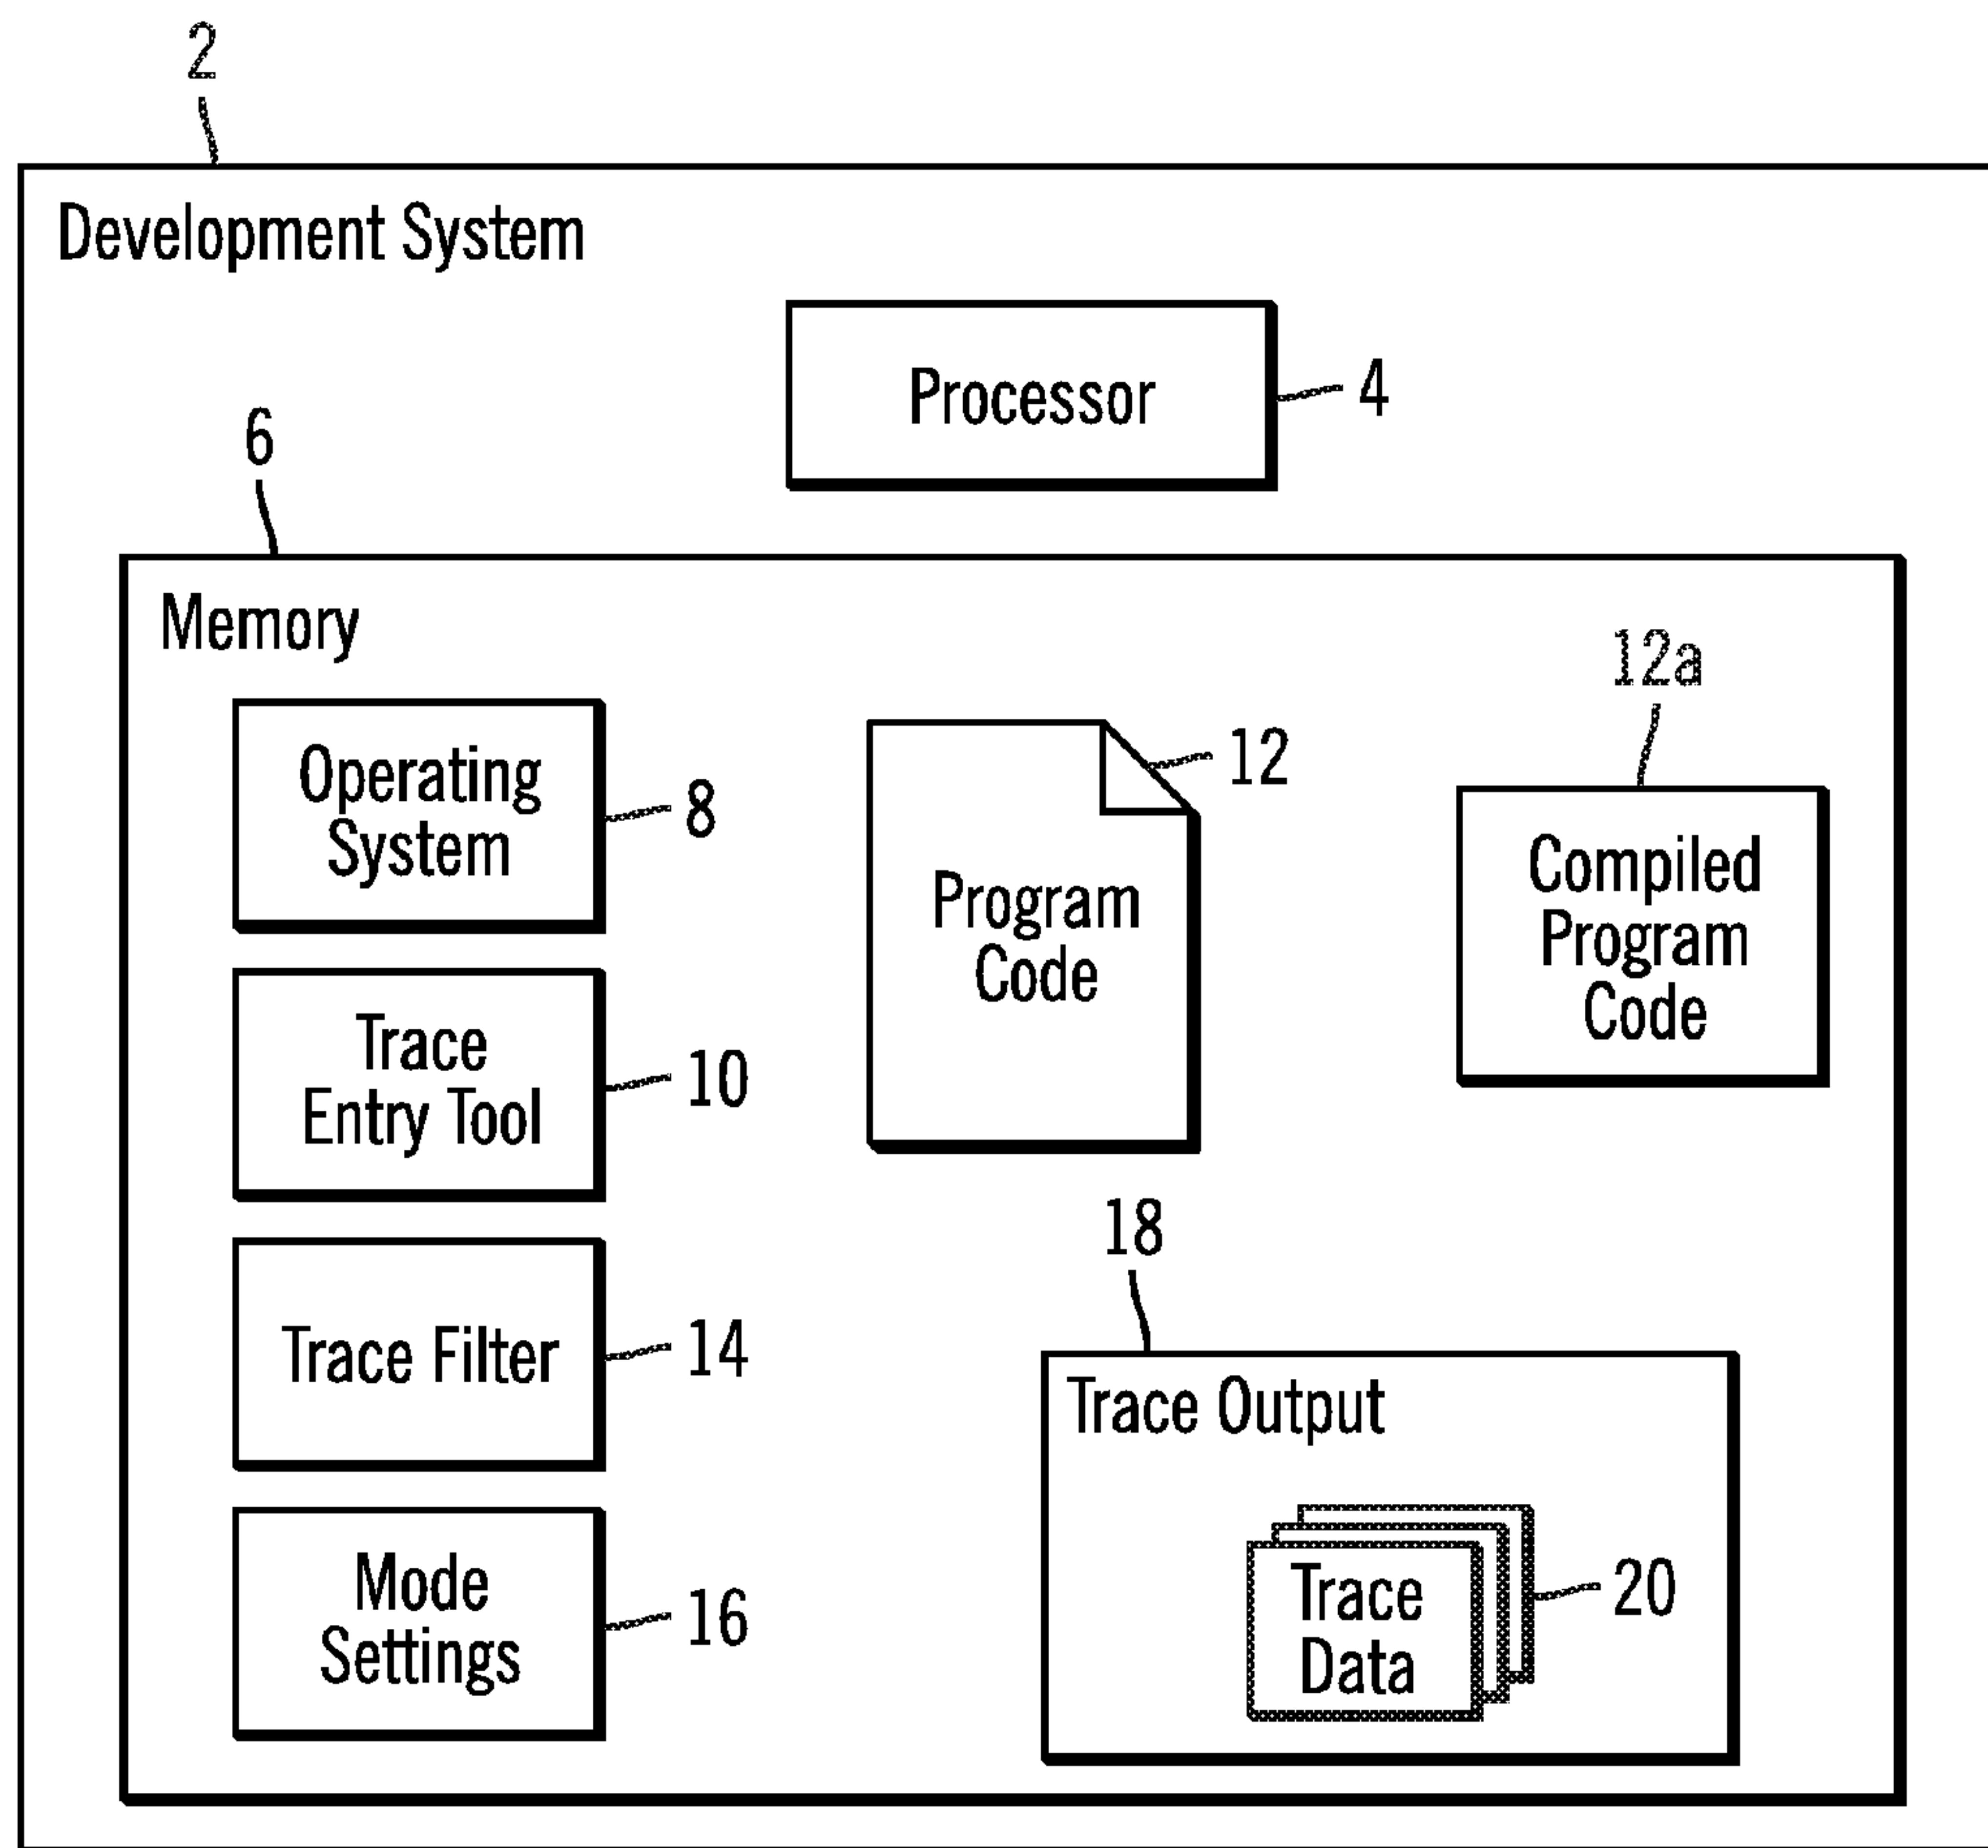 2
Development System
Processor
4
6
Memory
12a
Operating
System
8
12
Program
Code
Compiled
Program
Code
Trace
Entry Tool
10
18
Trace Filter
14
Trace Output
Mode
Settings
16
Trace
Data
20